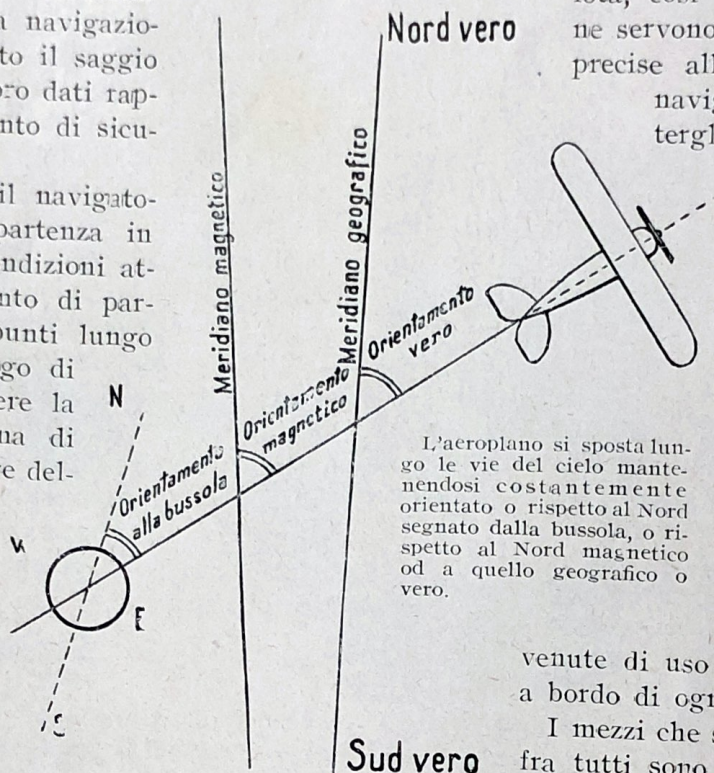 navigazio-
to il saggio
oro dati rap-
nto di sicu-
il navigato-
partenza in
ndizioni at-
nto di par-
punti lungo
go di
ere la
na di
e del-
Nord vero
ne servono
precise all
navig
tergl
Meridiano magnetico
Meridiano geografico
Orientamento
vero
Orientamento
magnetico
Orientamento
alla bussola
N
E
S
L'aeroplano si sposta lun-
go le vie del cielo mante-
nendosi costantemente
orientato o rispetto al Nord
segnato dalla bussola, o ri-
spetto al Nord magnetico
od a quello geografico o
vero.
Sud vero
venute di uso
a bordo di ogn
I mezzi che s
fra tutti sono